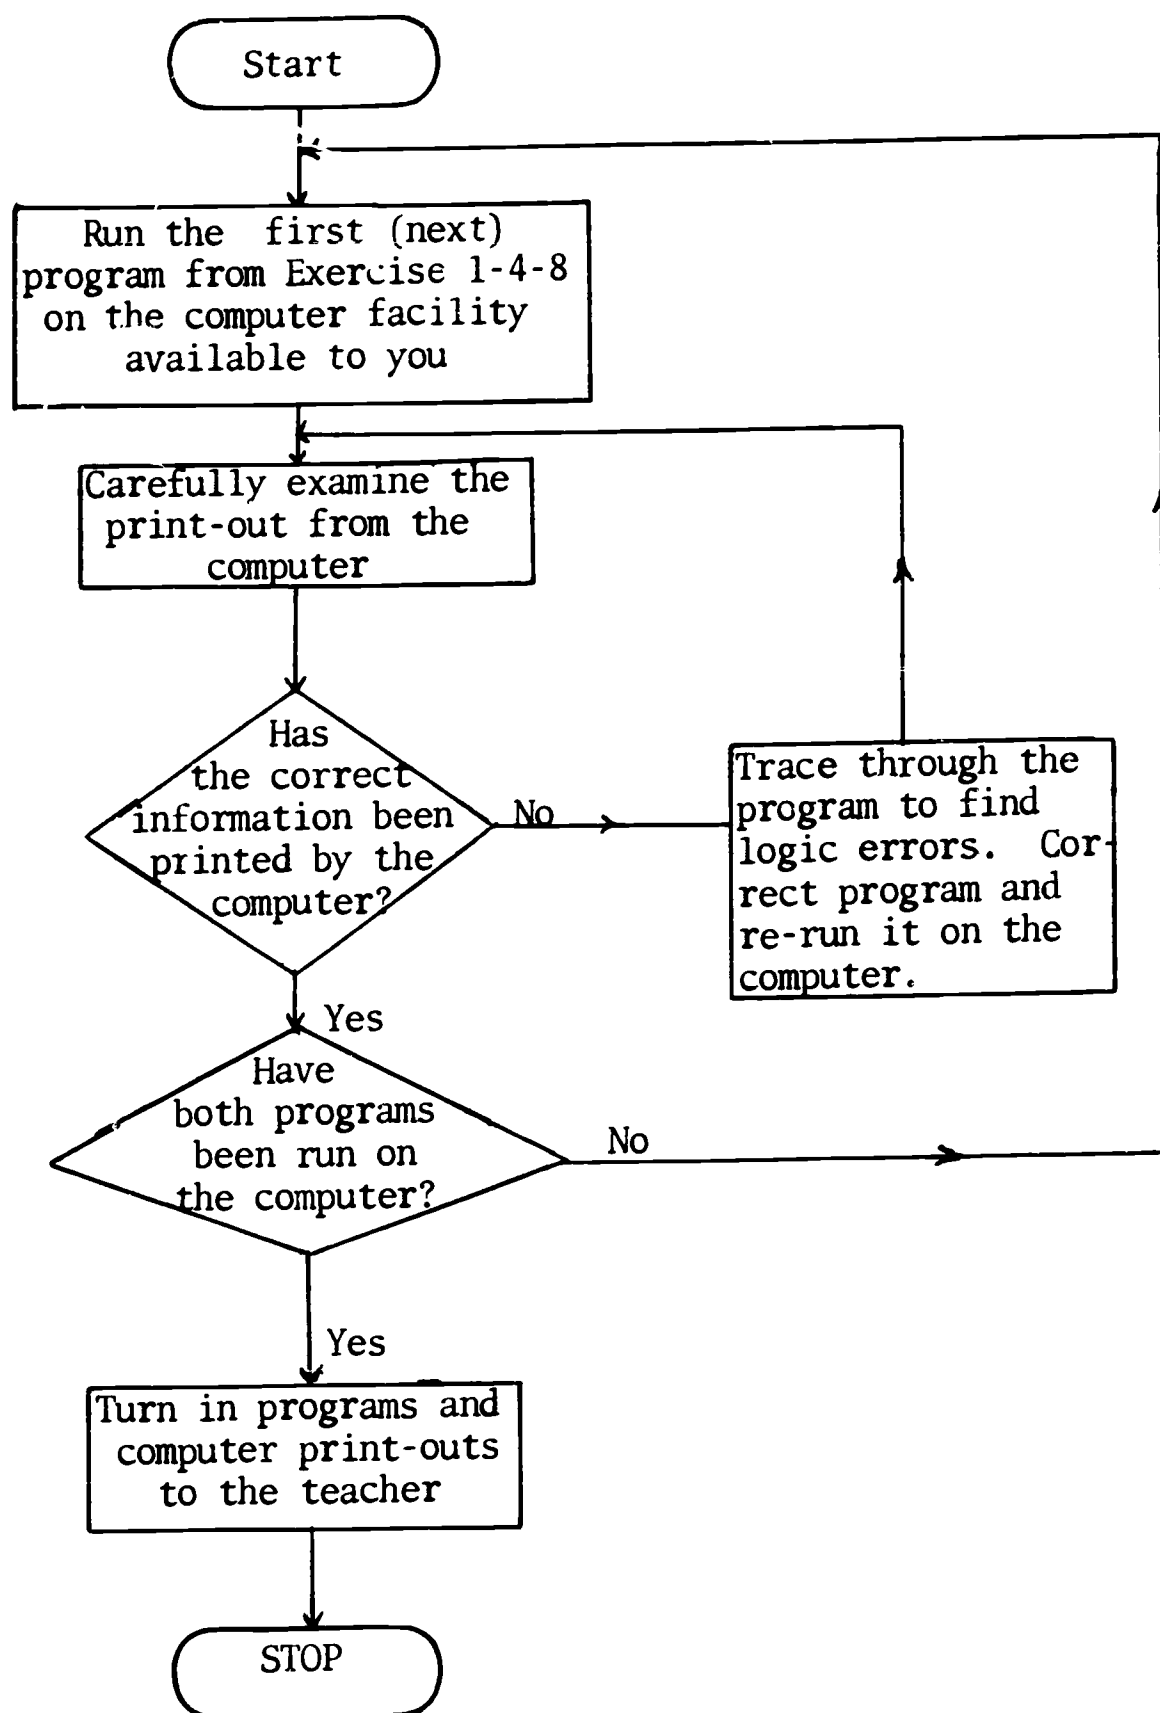 Start
Run the first (next)
program from Exercise 1-4-8
on the computer facility
available to you
Carefully examine the
print-out from the
computer
Has
the correct
information been
printed by the
computer?
No
Trace through the
program to find
logic errors. Cor-
rect program and
re-run it on the
computer.
Yes
Have
both programs
been run on
the computer?
No
Yes
Turn in programs and
computer print-outs
to the teacher
STOP